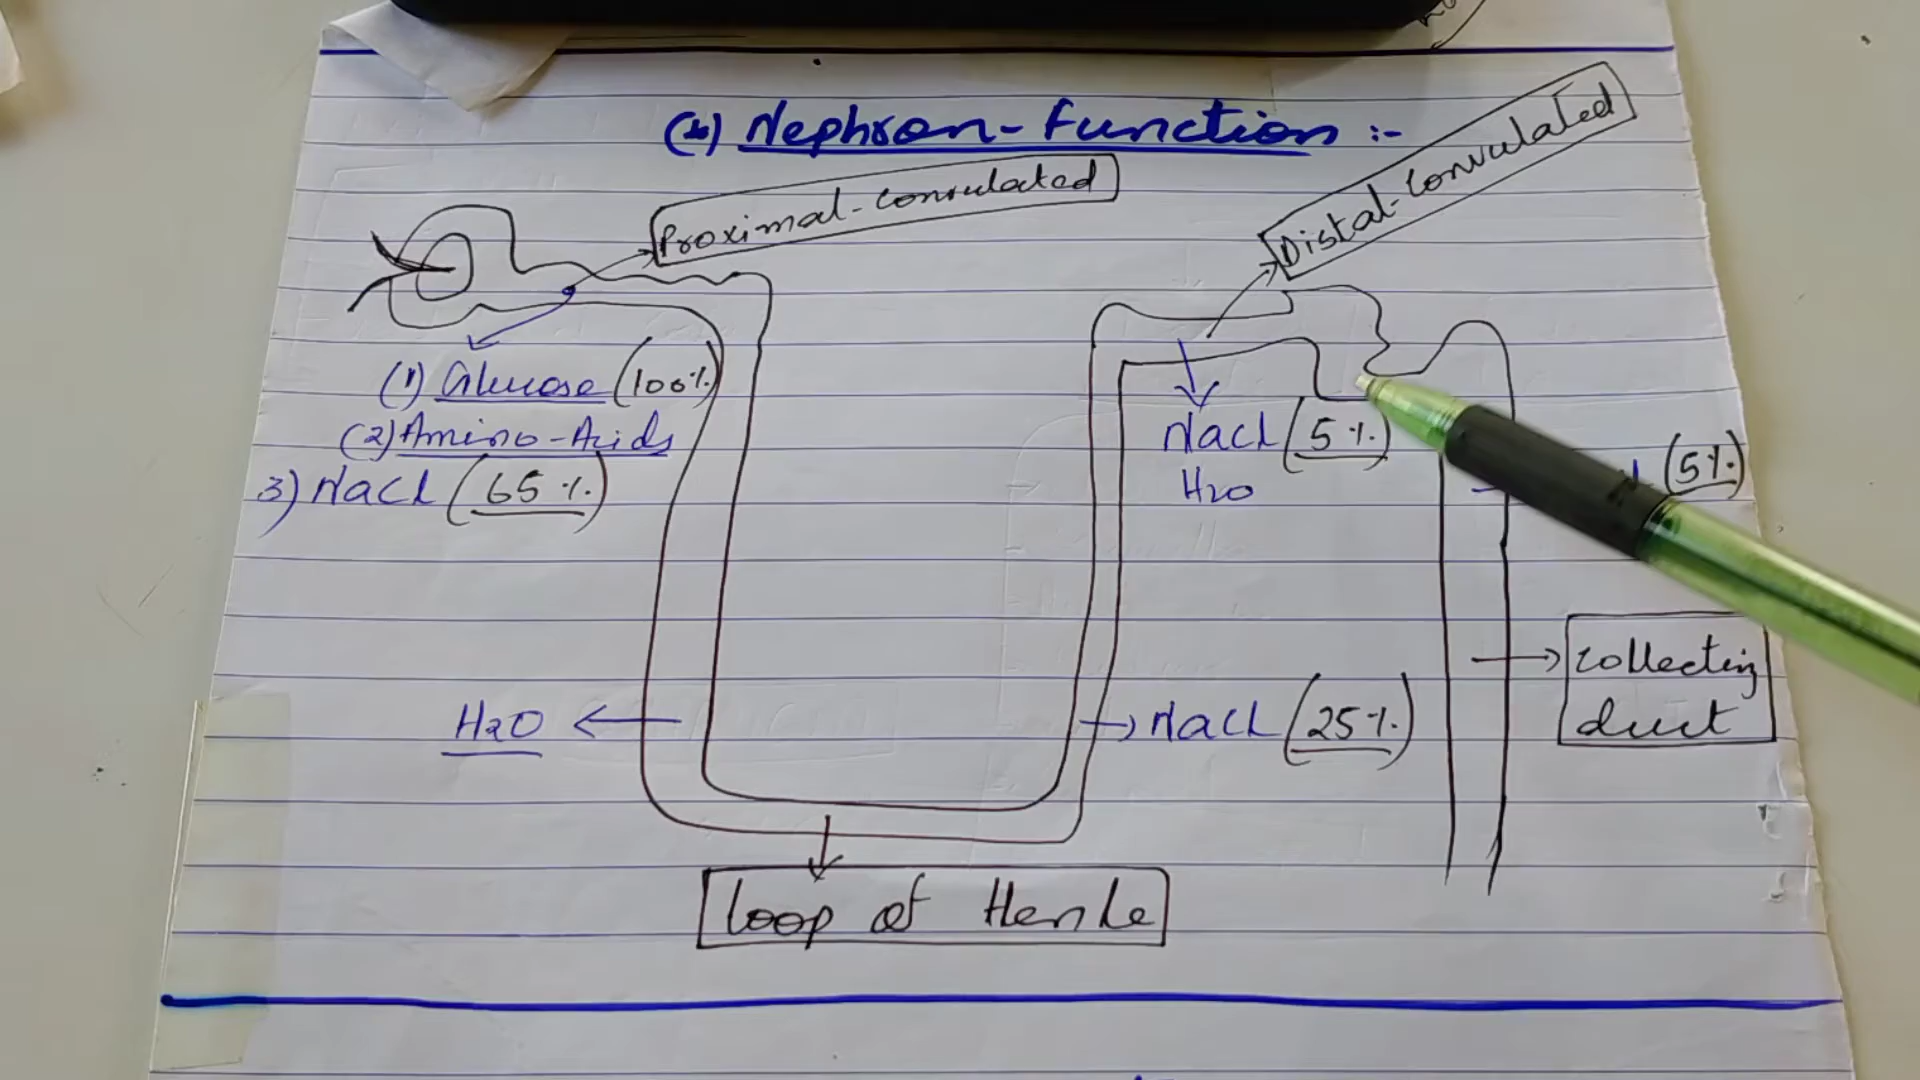 (b) Nephron-Function :-
Proximal-Convulated
Distal-Convulated
(1) Glucose (100%)
(2) Amino-Acids
3) NaCl (65%)
NaCl (5%)
H2O
(5%)
H2O
NaCl (25%)
collecting
duct
Loop of Henle